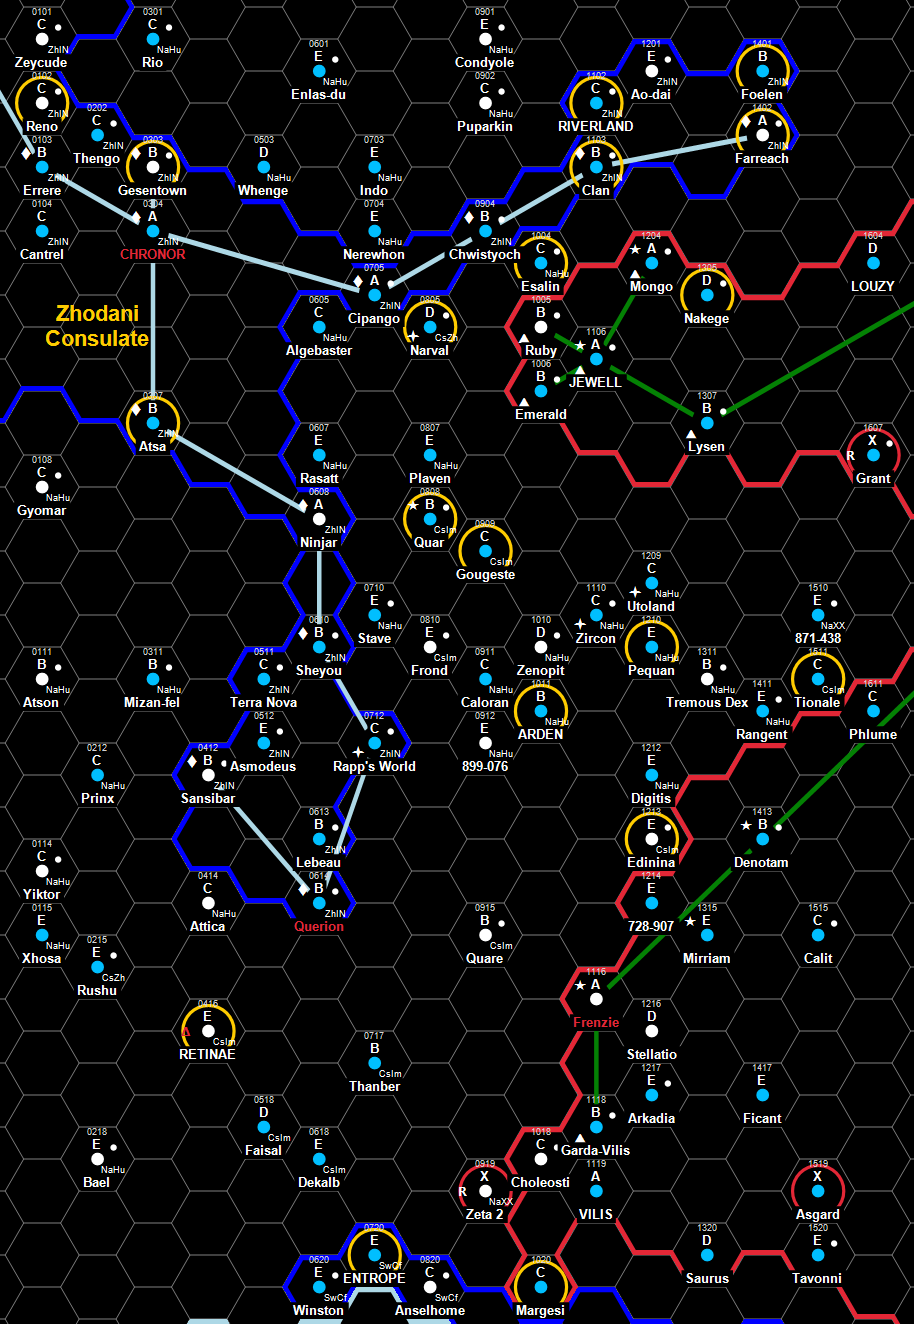 0101
C
ZhIN
Zeycude
0301
C
NaHu
Rio
0601
E
NaHu
Enlas-du
0901
E
NaHu
Condyole
1201
E
ZhIN
Ao-dai
1401
B
ZhIN
Foelen
0102
C
ZhIN
Reno
0202
C
ZhIN
Thengo
0902
C
NaHu
Puparkin
1102
C
ZhIN
RIVERLAND
1402
A
ZhIN
Farreach
0103
B
ZhIN
Errere
0303
B
ZhIN
Gesentown
0503
D
NaHu
Whenge
0703
E
NaHu
Indo
1103
B
ZhIN
Clan
0104
C
ZhIN
Cantrel
0304
A
ZhIN
CHRONOR
0704
E
NaHu
Nerewhon
0904
B
ZhIN
Chwistyoch
1004
C
NaHu
Esalin
1204
A
Mongo
1604
D
LOUZY
0705
A
ZhIN
Cipango
1305
D
Nakege
Zhodani
Consulate
0605
C
NaHu
Algebaster
0805
D
CsZh
Narval
1005
B
Ruby
1106
A
JEWELL
1006
B
Emerald
0307
B
ZhIN
Atsa
1307
B
Lysen
0607
E
NaHu
Rasatt
0807
E
NaHu
Plaven
1607
X
R
Grant
0108
C
NaHu
Gyomar
0608
A
ZhIN
Ninjar
0808
B
CsIm
Quar
0909
C
CsIm
Gougeste
1209
C
NaHu
Utoland
0710
E
NaHu
Stave
1110
C
NaHu
Zircon
1510
E
NaXX
871-438
0610
B
ZhIN
Sheyou
0810
E
CsIm
Frond
1010
D
NaHu
Zenopit
1210
E
NaHu
Pequan
0111
B
NaHu
Atson
0311
B
NaHu
Mizan-fel
0511
C
ZhIN
Terra Nova
0911
C
NaHu
Caloran
1311
B
NaHu
Tremous Dex
1511
C
CsIm
Tionale
1011
B
NaHu
ARDEN
1411
E
NaHu
Rangent
1611
C
Phlume
0512
E
ZhIN
Asmodeus
0712
C
ZhIN
Rapp's World
0912
E
NaHu
899-076
0212
C
NaHu
Prinx
0412
B
ZhIN
Sansibar
1212
E
NaHu
Digitis
0613
B
ZhIN
Lebeau
1213
E
CsIm
Edinina
1413
B
Denotam
0114
C
NaHu
Yiktor
0414
C
NaHu
Attica
0614
B
ZhIN
Querion
1214
E
728-907
0115
E
NaHu
Xhosa
0915
B
CsIm
Quare
1315
E
Mirriam
1515
C
Calit
0215
E
CsZh
Rushu
1116
A
Frenzie
0416
E
CsIm
RETINAE
1216
D
Stellatio
0717
B
CsIm
Thanber
1217
E
Arkadia
1417
E
Ficant
0518
D
CsIm
Faisal
1118
B
Garda-Vilis
0218
E
NaHu
Bael
0618
E
CsIm
Dekalb
1018
C
Choleosti
0919
X
R
NaXX
Zeta 2
1119
A
VILIS
1519
X
Asgard
0720
E
SwCf
ENTROPE
1320
D
Saurus
1520
E
Tavonni
0620
E
SwCf
Winston
0820
C
SwCf
Anselhome
1020
C
Margesi